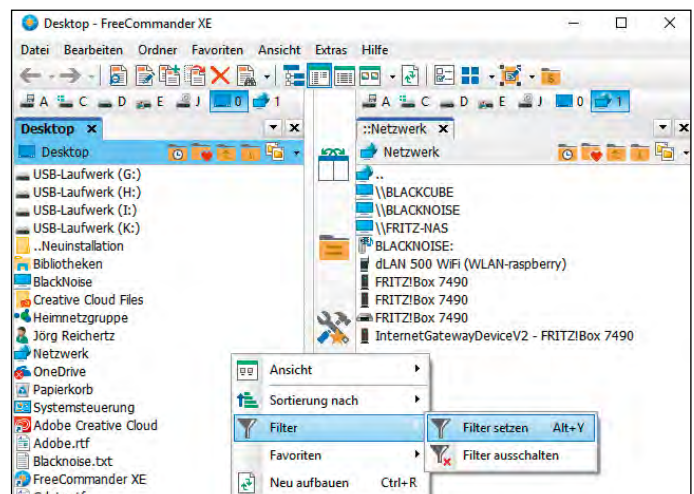 Desktop - FreeCommander XE
Datei Bearbeiten Ordner Favoriten Ansicht Extras Hilfe
A C D E J 0 1
A C D E J 0 1
Desktop
::Netzwerk
Desktop
Netzwerk
USB-Laufwerk (G:)
USB-Laufwerk (H:)
USB-Laufwerk (I:)
USB-Laufwerk (K:)
..Neuinstallation
Bibliotheken
BlackNoise
Creative Cloud Files
Heimnetzgruppe
Jörg Reichertz
Netzwerk
OneDrive
Papierkorb
Systemsteuerung
Adobe Creative Cloud
Adobe.rtf
Blacknoise.txt
FreeCommander XE
..
\\BLACKCUBE
\\BLACKNOISE
\\FRITZ-NAS
BLACKNOISE:
dLAN 500 WiFi (WLAN-raspberry)
FRITZ!Box 7490
FRITZ!Box 7490
FRITZ!Box 7490
InternetGatewayDeviceV2 - FRITZ!Box 7490
Ansicht
Sortierung nach
Filter
Favoriten
Neu aufbauen Ctrl+R
Filter setzen Alt+Y
Filter ausschalten